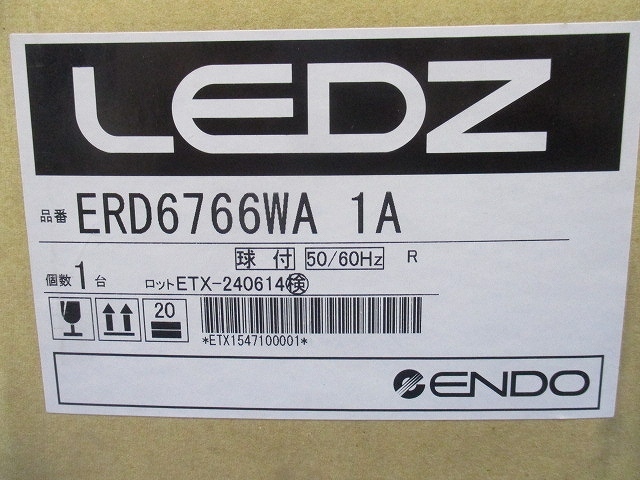 LEDZ
品番 ERD6766WA 1A
球付 50/60Hz R
個数 1 台 ロット ETX-240614 検
20
*ETX1547100001*
ENDO